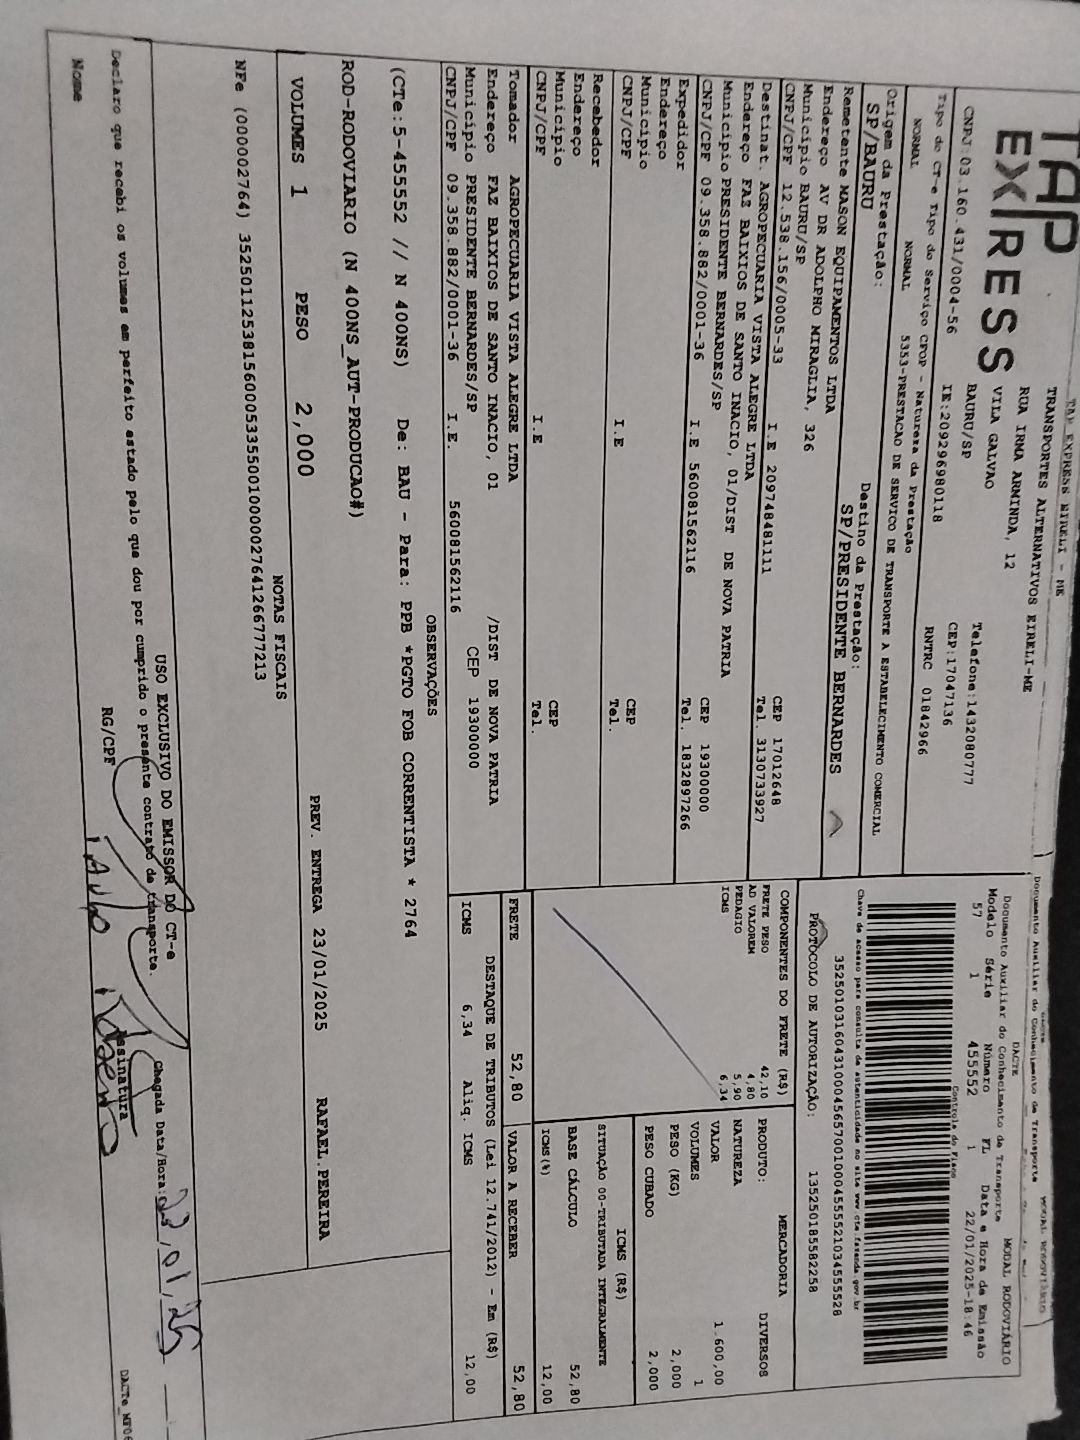 TAP EXPRESS EIRELI - ME
TAP EXPRESS
TRANSPORTES ALTERNATIVOS EIRELI-ME
RUA IRMA ARMINDA, 12
VILA GALVAO
BAURU/SP
Telefone:1432080777
CEP:17047136
CNPJ:03.160.431/0004-56
IE:209296980118
RNTRC 01842966
Tipo do CT-e Tipo do Serviço CFOP - Natureza da Prestação
NORMAL NORMAL 5353-PRESTACAO DE SERVICO DE TRANSPORTE A ESTABELECIMENTO COMERCIAL
Origem da Prestação: Destino da Prestação:
SP/BAURU SP/PRESIDENTE BERNARDES
Remetente MASON EQUIPAMENTOS LTDA
Endereço AV DR ADOLPHO MIRAGLIA, 326
Município BAURU/SP CEP 17012648
CNPJ/CPF 12.538.156/0005-33 I.E 209748481111 Tel. 3130733927
Destinat. AGROPECUARIA VISTA ALEGRE LTDA
Endereço FAZ BAIXIOS DE SANTO INACIO, 01/DIST DE NOVA PATRIA
Município PRESIDENTE BERNARDES/SP CEP 19300000
CNPJ/CPF 09.358.882/0001-36 I.E 560081562116 Tel. 1832897266
Expedidor
Endereço
Município CEP
CNPJ/CPF I.E Tel.
Recebedor
Endereço
Município CEP
CNPJ/CPF I.E Tel.
Tomador AGROPECUARIA VISTA ALEGRE LTDA
Endereço FAZ BAIXIOS DE SANTO INACIO, 01 /DIST DE NOVA PATRIA
Município PRESIDENTE BERNARDES/SP CEP 19300000
CNPJ/CPF 09.358.882/0001-36 I.E. 560081562116
Documento Auxiliar do Conhecimento de Transporte MODAL RODOVIÁRIO
DACTE
Documento Auxiliar do Conhecimento de Transporte MODAL RODOVIÁRIO
Modelo Série Número FL Data e Hora de Emissão
57 1 455552 1 22/01/2025-18:46
Controle do Fisco
Chave de acesso para consulta de autenticidade no site www.cte.fazenda.gov.br
35250103160431000456570010004555521034555528
PROTOCOLO DE AUTORIZAÇÃO: 135250185582258
COMPONENTES DO FRETE (R$)
FRETE PESO 42,10
AD VALOREM 4,80
PEDAGIO 5,90
ICMS 6,34
MERCADORIA
PRODUTO: DIVERSOS
NATUREZA
VALOR 1.600,00
VOLUMES 1
PESO (KG) 2,000
PESO CUBADO 2,000
ICMS (R$)
SITUAÇÃO 00-TRIBUTADA INTEGRALMENTE
BASE CÁLCULO 52,80
ICMS(%) 12,00
FRETE 52,80 VALOR A RECEBER 52,80
DESTAQUE DE TRIBUTOS (Lei 12.741/2012) - Em (R$)
ICMS 6,34 Aliq. ICMS 12,00
OBSERVAÇÕES
(CTe:5-455552 // N 400NS) De: BAU - Para: PPB *PGTO FOB CORRENTISTA * 2764
ROD-RODOVIARIO (N 400NS_AUT-PRODUCAO#)
VOLUMES 1 PESO 2,000 PREV. ENTREGA 23/01/2025 RAFAEL.PEREIRA
NOTAS FISCAIS
NFe (000002764) 35250112538156000533550010000027641266777213
USO EXCLUSIVO DO EMISSOR DO CT-e
Declaro que recebi os volumes em perfeito estado pelo que dou por cumprido o presente contrato de transporte. Chegada Data/Hora: 23/01/25
Nome RG/CPF Assinatura
DACTe_MF06